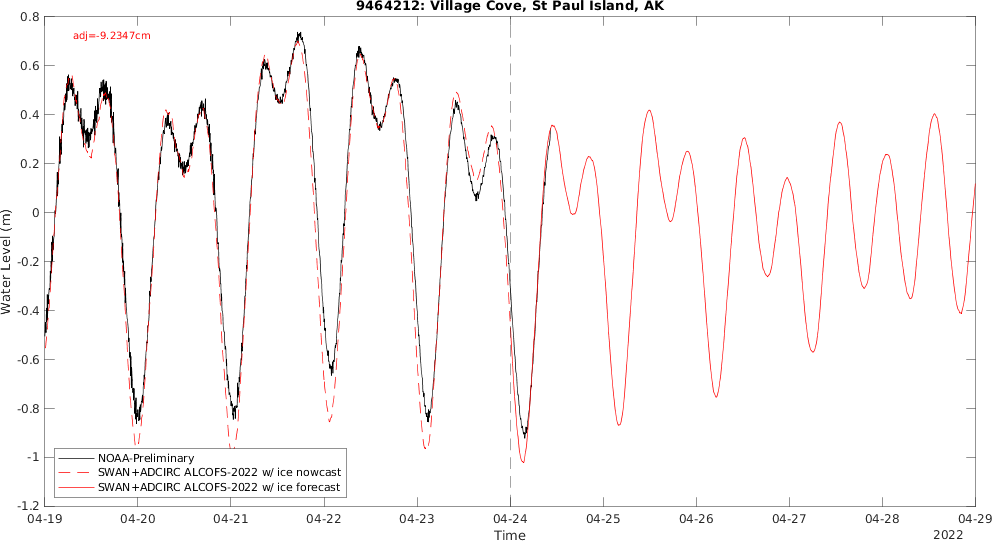 9464212: Village Cove, St Paul Island, AK
adj=-9.2347cm
0.8
0.6
0.4
0.2
0
-0.2
-0.4
-0.6
-0.8
-1
-1.2
Water Level (m)
NOAA-Preliminary
SWAN+ADCIRC ALCOFS-2022 w/ ice nowcast
SWAN+ADCIRC ALCOFS-2022 w/ ice forecast
04-19 04-20 04-21 04-22 04-23 04-24 04-25 04-26 04-27 04-28 04-29
Time
2022